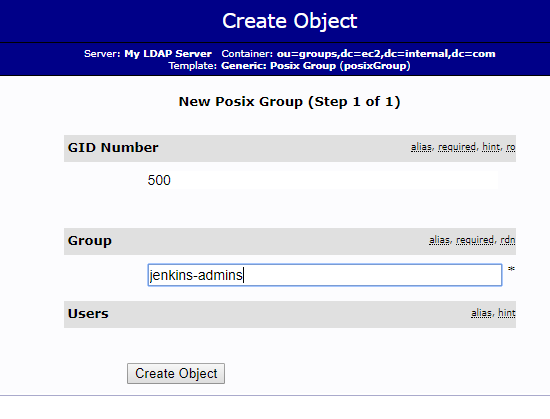 Create Object
Server: My LDAP Server Container: ou=groups,dc=ec2,dc=internal,dc=com
Template: Generic: Posix Group (posixGroup)
New Posix Group (Step 1 of 1)
GID Number alias, required, hint, ro
500
Group alias, required, rdn
jenkins-admins *
Users alias, hint
Create Object